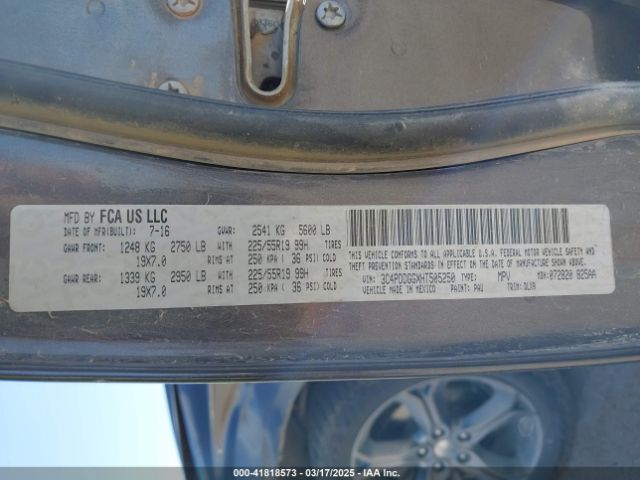 MFD BY FCA US LLC
DATE OF MFR(BUILT): 7-16 GVWR: 2541 KG 5600 LB
GAWR FRONT: 1248 KG 2750 LB WITH 225/55R19 99H TIRES
19X7.0 AT 250 KPA ( 36 PSI) COLD
GAWR REAR: 1339 KG 2950 LB WITH 225/55R19 99H TIRES
19X7.0 AT 250 KPA ( 36 PSI) COLD
THIS VEHICLE CONFORMS TO ALL APPLICABLE U.S.A. FEDERAL MOTOR VEHICLE SAFETY AND
THEFT PREVENTION STANDARDS IN EFFECT ON THE DATE OF MANUFACTURE SHOWN ABOVE.
VIN: 3C4PDDGGXHT505250 TYPE: MPV MDH: 072820 825AA
VEHICLE MADE IN MEXICO PAINT: PAU TRIM:
000-41818573 — 03/17/2025 — IAA Inc.